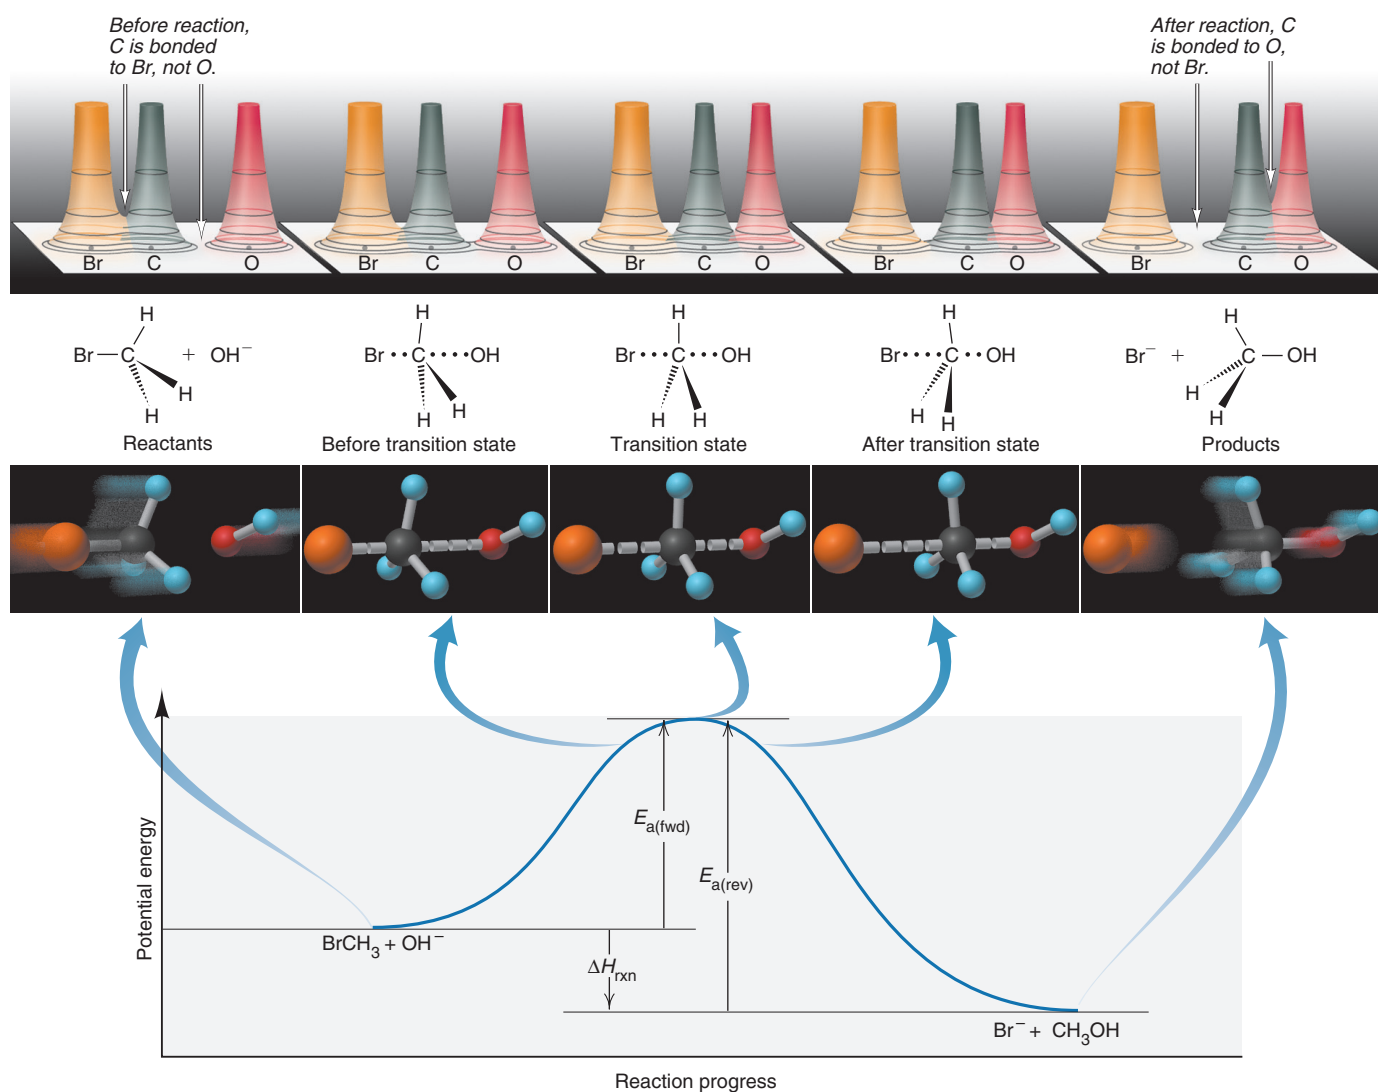 Before reaction,
C is bonded
to Br, not O.
After reaction, C
is bonded to O,
not Br.
Br C O
Br C O
Br C O
Br C O
Br C O
H
Br—C + OH⁻
H
H
H
Br··C····OH
H
H
H
Br···C···OH
H
H
H
Br····C··OH
H
H
H
Br⁻ + C—OH
H
H
Reactants
Before transition state
Transition state
After transition state
Products
Potential energy
Eₐ(fwd)
Eₐ(rev)
BrCH₃ + OH⁻
ΔHrxn
Br⁻ + CH₃OH
Reaction progress